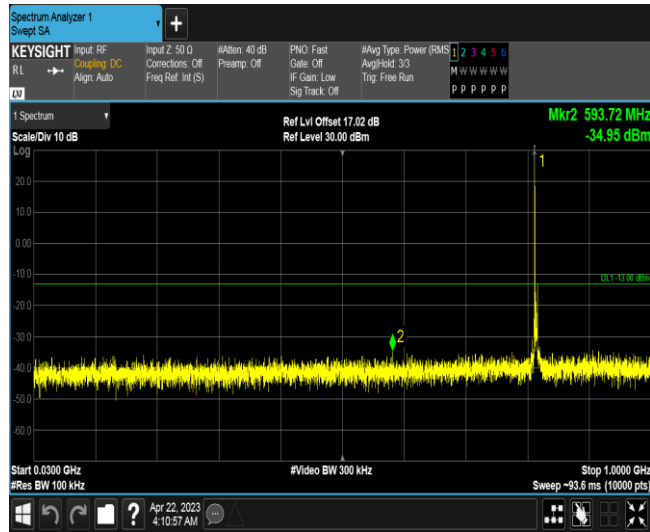 Spectrum Analyzer 1
Swept SA
KEYSIGHT
RL
LXI
Input: RF
Coupling: DC
Align: Auto
Input Z: 50 Ω
Corrections: Off
Freq Ref: Int (S)
#Atten: 40 dB
Preamp: Off
PNO: Fast
Gate: Off
IF Gain: Low
Sig Track: Off
#Avg Type: Power (RMS
Avg|Hold: 3/3
Trig: Free Run
1 2 3 4 5 6
M W W W W W
P P P P P P
1 Spectrum
Scale/Div 10 dB
Log
Ref Lvl Offset 17.02 dB
Ref Level 30.00 dBm
Mkr2 593.72 MHz
-34.95 dBm
1
20.0
10.0
0.00
-10.0
DL1 -13.00 dBm
-20.0
-30.0
2
-40.0
-50.0
-60.0
Start 0.0300 GHz
#Res BW 100 kHz
#Video BW 300 kHz
Stop 1.0000 GHz
Sweep ~93.6 ms (10000 pts)
?
Apr 22, 2023
4:10:57 AM